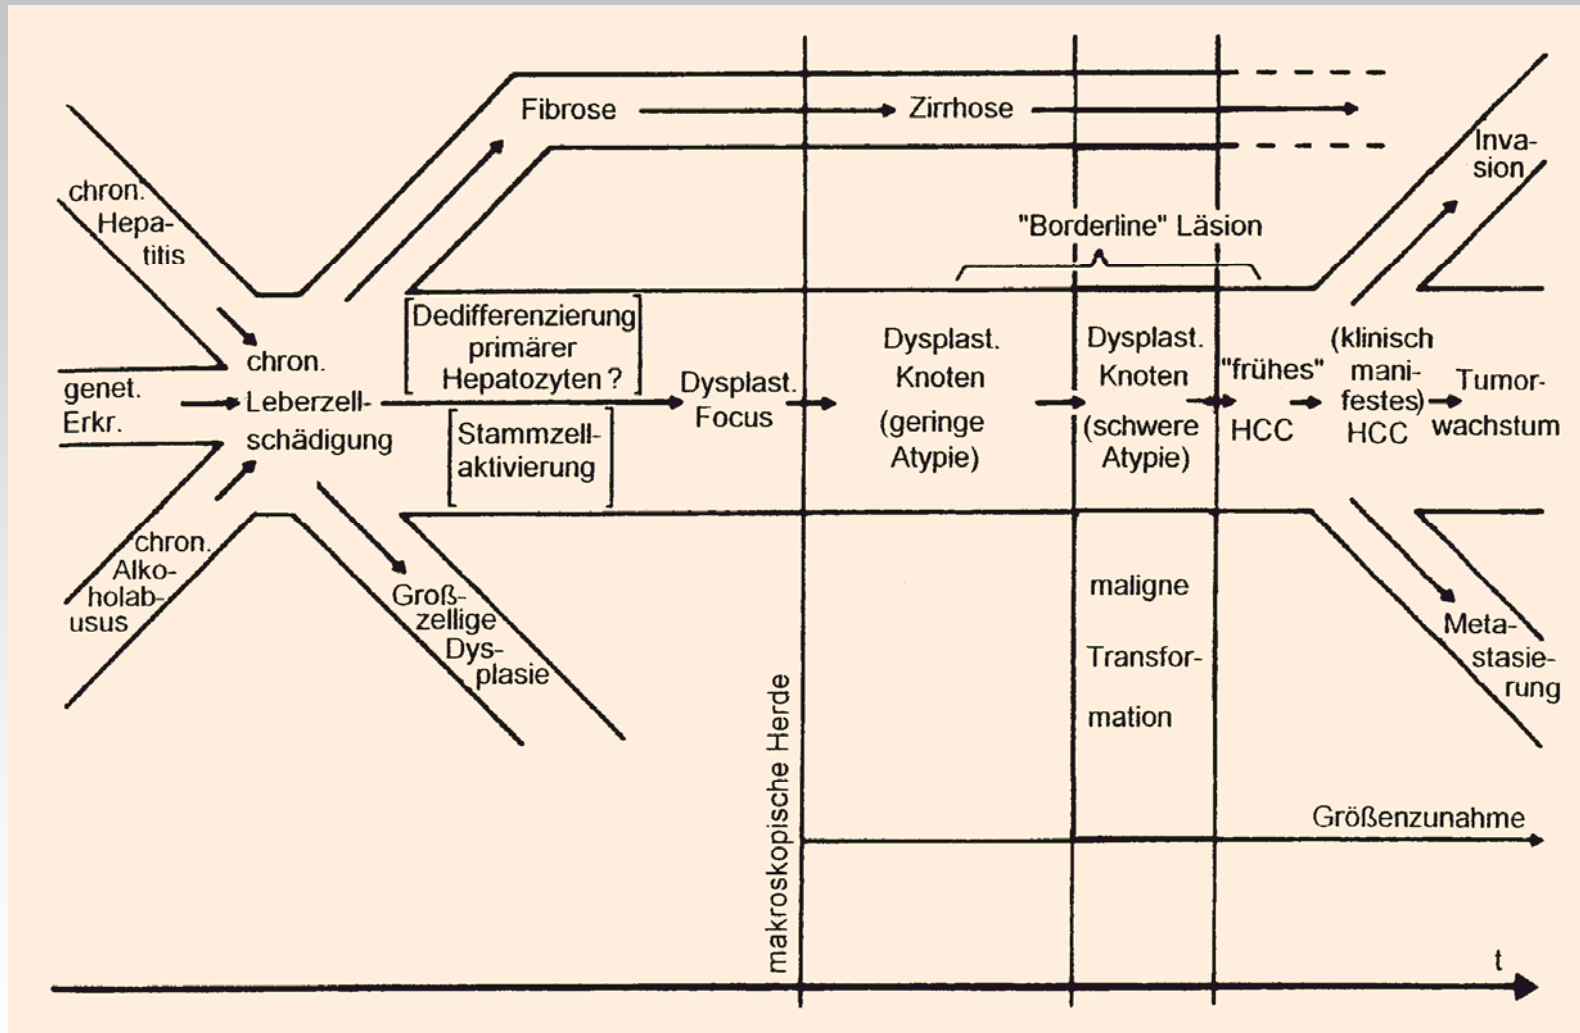 Fibrose
Zirrhose
Inva-
sion
chron.
Hepa-
titis
"Borderline" Läsion
genet.
Erkr.
chron.
Leberzell-
schädigung
Dedifferenzierung
primärer
Hepatozyten ?
Stammzell-
aktivierung
Dysplast.
Focus
Dysplast.
Knoten
(geringe
Atypie)
Dysplast.
Knoten
(schwere
Atypie)
"frühes"
HCC
(klinisch
mani-
festes)
HCC
Tumor-
wachstum
chron.
Alko-
holab-
usus
Groß-
zellige
Dys-
plasie
maligne
Transfor-
mation
Meta-
stasie-
rung
makroskopische Herde
Größenzunahme
t